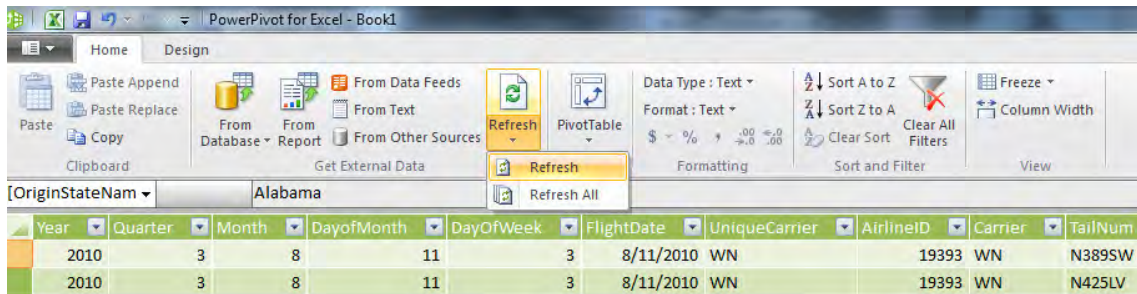 PowerPivot for Excel - Book1
Home Design
Paste
Paste Append
Paste Replace
Copy
Clipboard
From Database
From Report
From Data Feeds
From Text
From Other Sources
Get External Data
Refresh
Refresh
Refresh All
PivotTable
Data Type : Text
Format : Text
$ % , .00 →.0 ←.0 .00
Formatting
Sort A to Z
Sort Z to A
Clear Sort
Clear All Filters
Sort and Filter
Freeze
Column Width
View
[OriginStateNam Alabama
Year Quarter Month DayofMonth DayOfWeek FlightDate UniqueCarrier AirlineID Carrier TailNum
2010 3 8 11 3 8/11/2010 WN 19393 WN N389SW
2010 3 8 11 3 8/11/2010 WN 19393 WN N425LV